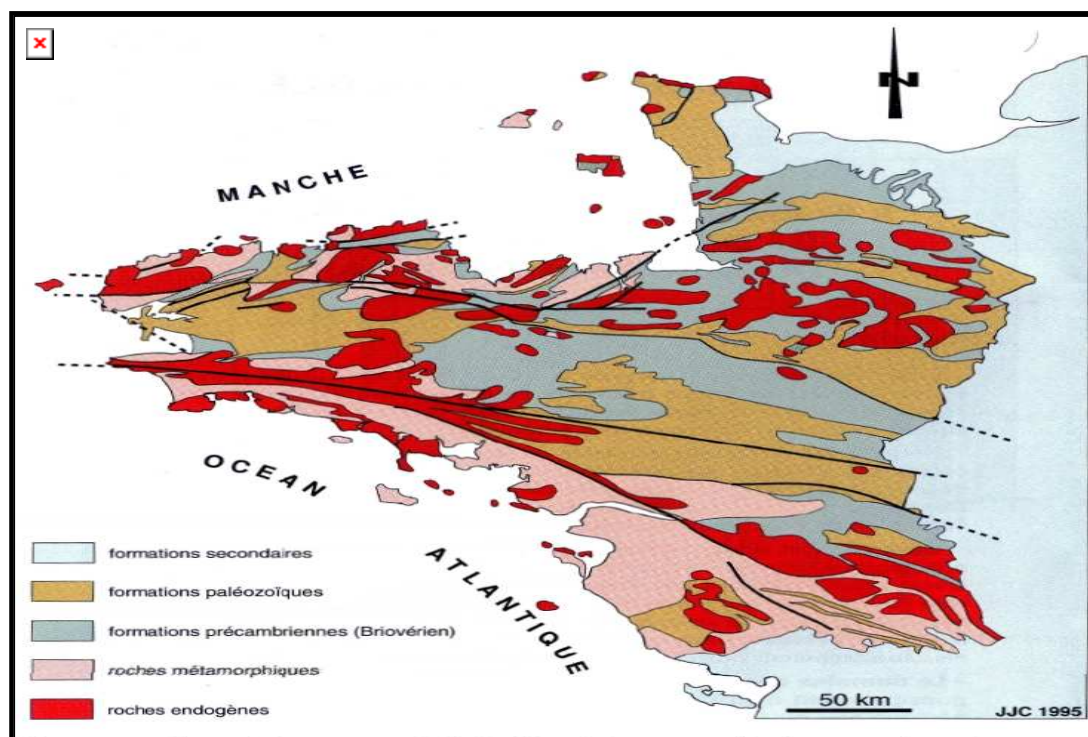 N
MANCHE
OCEAN
ATLANTIQUE
formations secondaires
formations paléozoïques
formations précambriennes (Briovérien)
roches métamorphiques
roches endogènes
50 km
JJC 1995